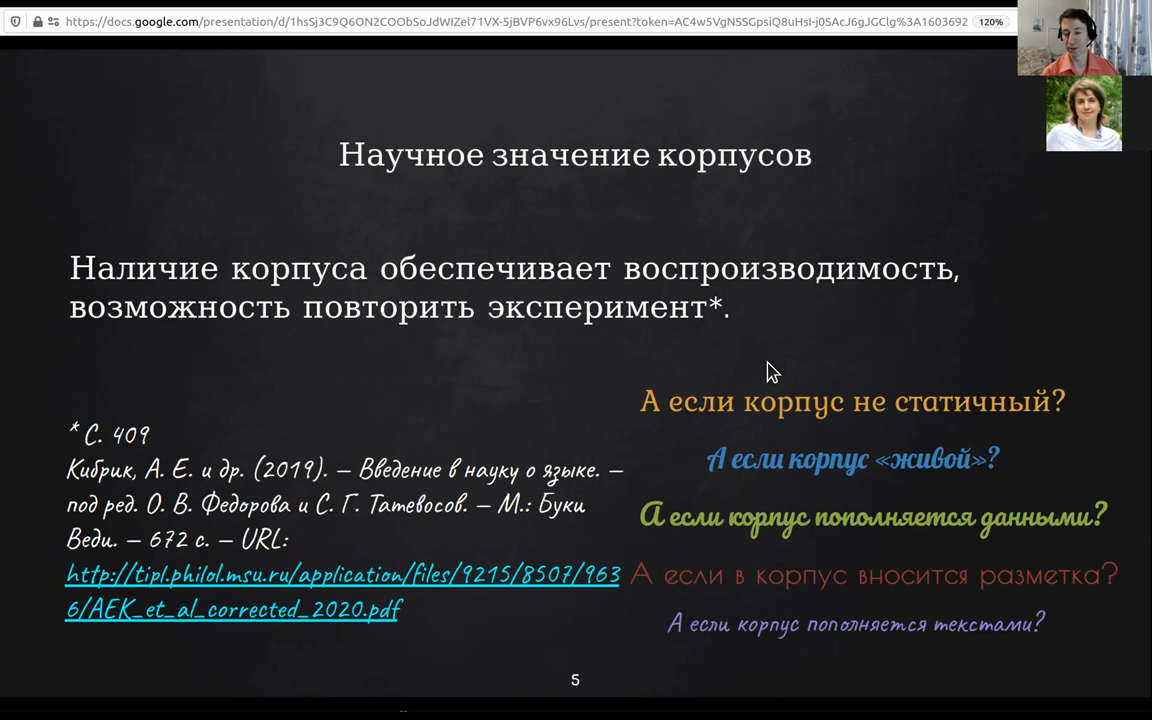 https://docs.google.com/presentation/d/1hsSj3C9Q6ON2COObSoJdWIZel71VX-5jBVP6vx96Lvs/present?token=AC4w5VgNSSGpsiQ8uHsI-j0SAcJ6gJGClg%3A1603692
120%
Научное значение корпусов
Наличие корпуса обеспечивает воспроизводимость,
возможность повторить эксперимент*.
* С. 409
Кибрик, А. Е. и др. (2019). — Введение в науку о языке. —
под ред. О. В. Федорова и С. Г. Татевосов. — М.: Буки
Веди. — 672 с. — URL:
http://tipl.philol.msu.ru/application/files/9215/8507/963
6/AEK_et_al_corrected_2020.pdf
А если корпус не статичный?
А если корпус «живой»?
А если корпус пополняется данными?
А если в корпус вносится разметка?
А если корпус пополняется текстами?
5